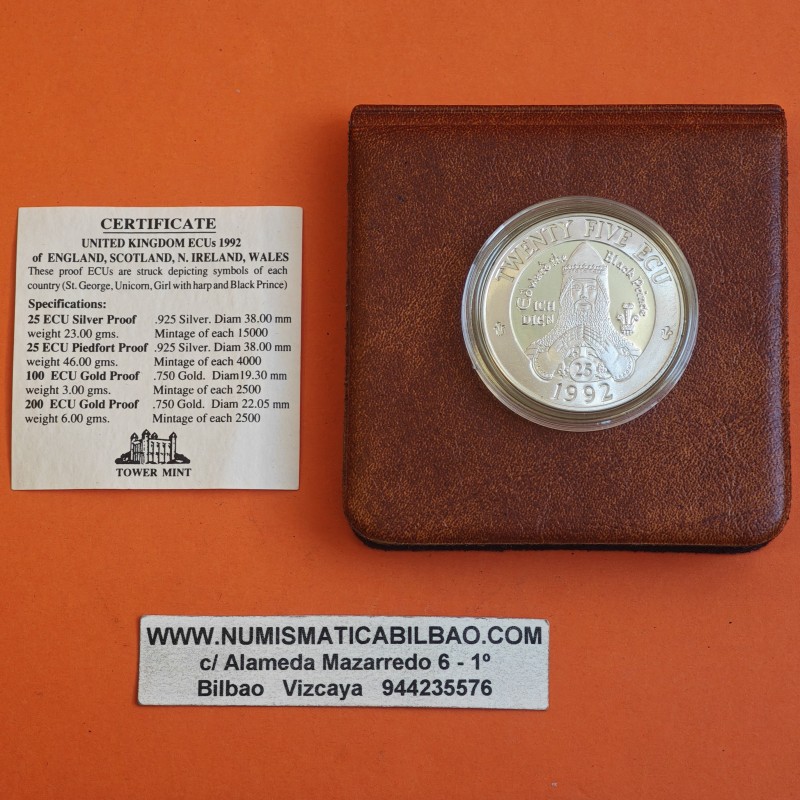 CERTIFICATE
UNITED KINGDOM ECUs 1992
of ENGLAND, SCOTLAND, N. IRELAND, WALES
These proof ECUs are struck depicting symbols of each
country (St. George, Unicorn, Girl with harp and Black Prince)
Specifications:
25 ECU Silver Proof .925 Silver. Diam 38.00 mm
weight 23.00 gms. Mintage of each 15000
25 ECU Piedfort Proof .925 Silver. Diam 38.00 mm
weight 46.00 gms. Mintage of each 4000
100 ECU Gold Proof .750 Gold. Diam19.30 mm
weight 3.00 gms. Mintage of each 2500
200 ECU Gold Proof .750 Gold. Diam 22.05 mm
weight 6.00 gms. Mintage of each 2500
TOWER MINT
TWENTY FIVE ECU
Edward the Black Prince
ICH
DIEN
25
1992
WWW.NUMISMATICABILBAO.COM
c/ Alameda Mazarredo 6 - 1º
Bilbao Vizcaya 944235576